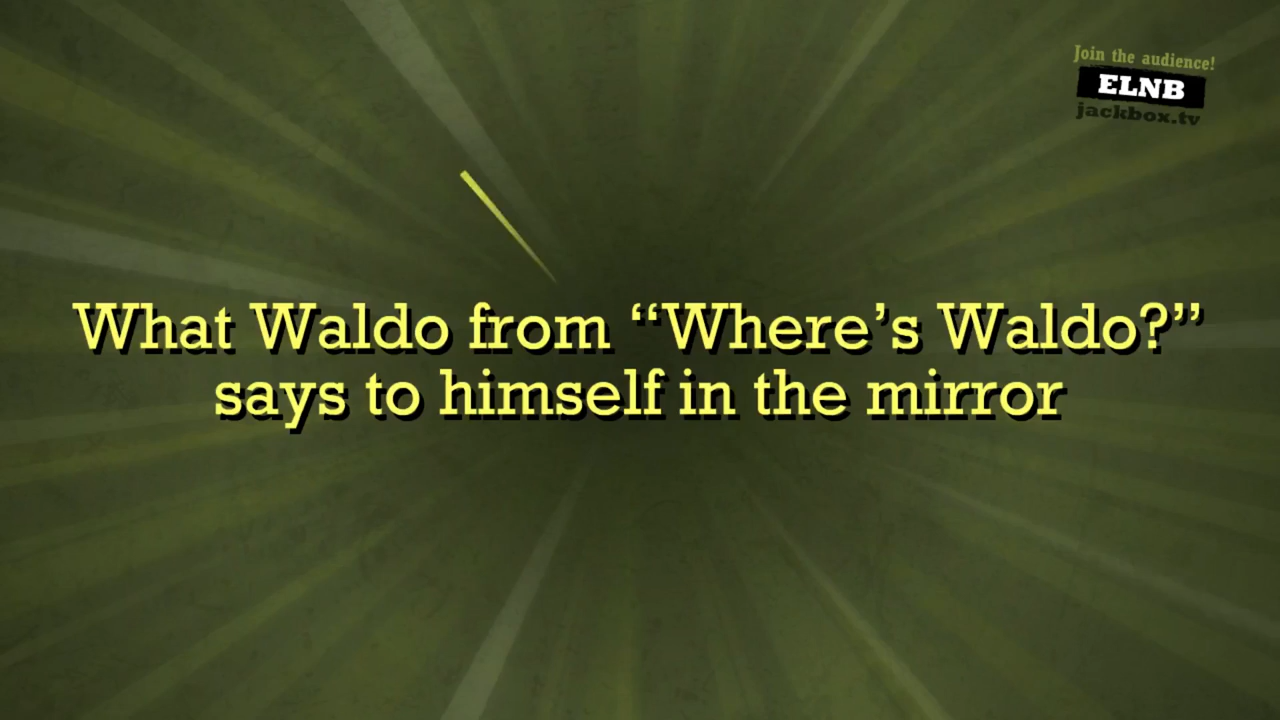 Join the audience!
ELNB
jackbox.tv
What Waldo from “Where’s Waldo?”
says to himself in the mirror